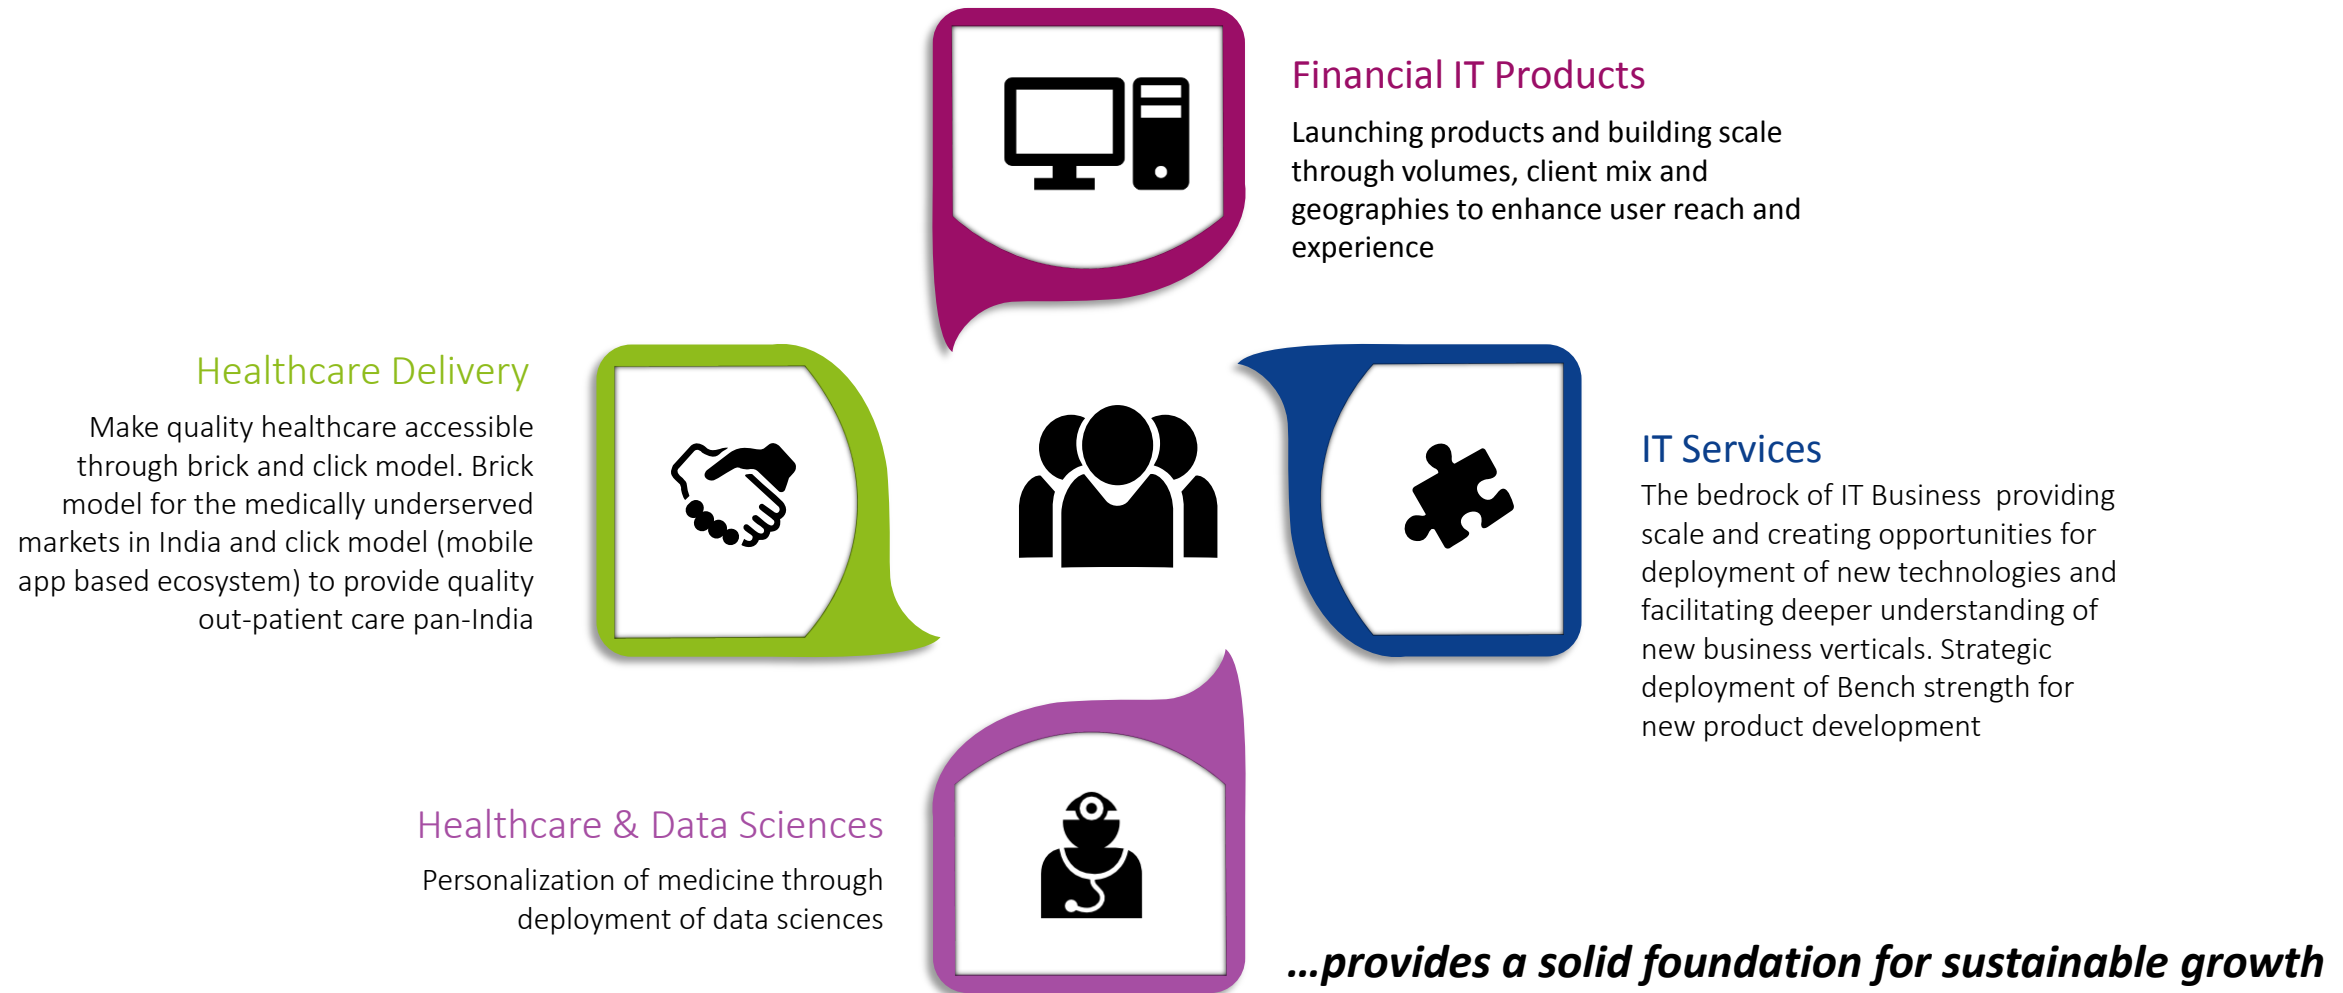 Financial IT Products
Launching products and building scale
through volumes, client mix and
geographies to enhance user reach and
experience
Healthcare Delivery
Make quality healthcare accessible
through brick and click model. Brick
model for the medically underserved
markets in India and click model (mobile
app based ecosystem) to provide quality
out-patient care pan-India
IT Services
The bedrock of IT Business  providing
scale and creating opportunities for
deployment of new technologies and
facilitating deeper understanding of
new business verticals. Strategic
deployment of Bench strength for
new product development
Healthcare & Data Sciences
Personalization of medicine through
deployment of data sciences
…provides a solid foundation for sustainable growth